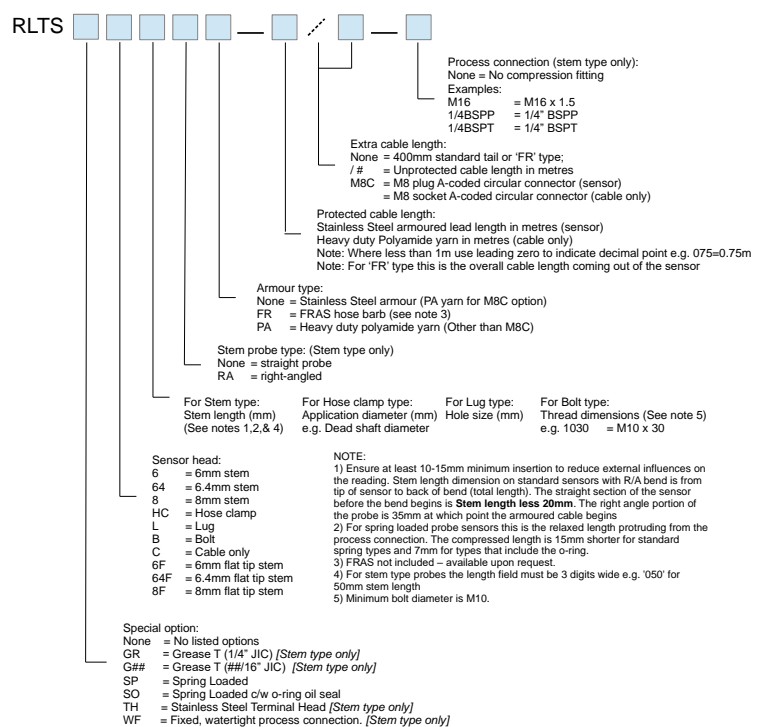 RLTS
Process connection (stem type only):
None = No compression fitting
Examples:
M16 = M16 x 1.5
1/4BSPP = 1/4" BSPP
1/4BSPT = 1/4" BSPT
Extra cable length:
None = 400mm standard tail or 'FR' type;
/ # = Unprotected cable length in metres
M8C = M8 plug A-coded circular connector (sensor)
= M8 socket A-coded circular connector (cable only)
Protected cable length:
Stainless Steel armoured lead length in metres (sensor)
Heavy duty Polyamide yarn in metres (cable only)
Note: Where less than 1m use leading zero to indicate decimal point e.g. 075=0.75m
Note: For 'FR' type this is the overall cable length coming out of the sensor
Armour type:
None = Stainless Steel armour (PA yarn for M8C option)
FR = FRAS hose barb (see note 3)
PA = Heavy duty polyamide yarn (Other than M8C)
Stem probe type: (Stem type only)
None = straight probe
RA = right-angled
For Stem type:
Stem length (mm)
(See notes 1,2,& 4)
For Hose clamp type:
Application diameter (mm)
e.g. Dead shaft diameter
For Lug type:
Hole size (mm)
For Bolt type:
Thread dimensions (See note 5)
e.g. 1030 = M10 x 30
Sensor head:
6 = 6mm stem
64 = 6.4mm stem
8 = 8mm stem
HC = Hose clamp
L = Lug
B = Bolt
C = Cable only
6F = 6mm flat tip stem
64F = 6.4mm flat tip stem
8F = 8mm flat tip stem
NOTE:
1) Ensure at least 10-15mm minimum insertion to reduce external influences on
the reading. Stem length dimension on standard sensors with R/A bend is from
tip of sensor to back of bend (total length). The straight section of the sensor
before the bend begins is Stem length less 20mm. The right angle portion of
the probe is 35mm at which point the armoured cable begins
2) For spring loaded probe sensors this is the relaxed length protruding from the
process connection. The compressed length is 15mm shorter for standard
spring types and 7mm for types that include the o-ring.
3) FRAS not included – available upon request.
4) For stem type probes the length field must be 3 digits wide e.g. '050' for
50mm stem length
5) Minimum bolt diameter is M10.
Special option:
None = No listed options
GR = Grease T (1/4" JIC) [Stem type only]
G## = Grease T (##/16" JIC) [Stem type only]
SP = Spring Loaded
SO = Spring Loaded c/w o-ring oil seal
TH = Stainless Steel Terminal Head [Stem type only]
WF = Fixed, watertight process connection. [Stem type only]